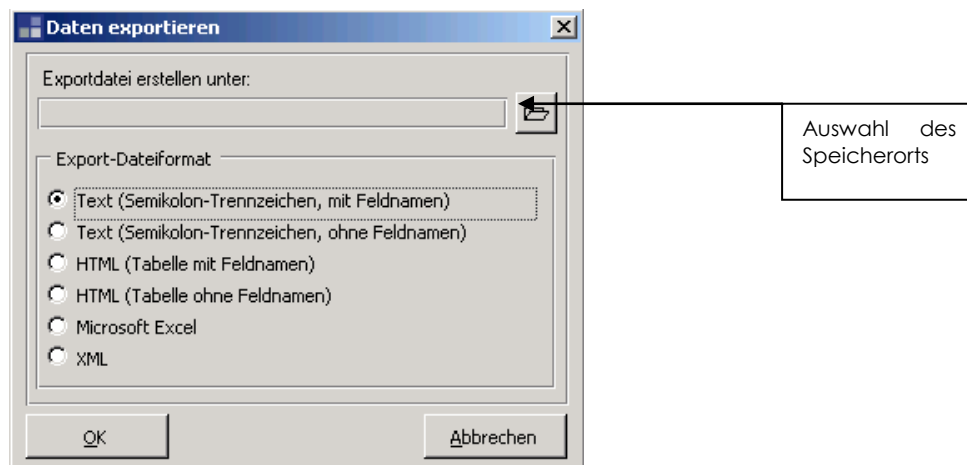 Daten exportieren
Exportdatei erstellen unter:
Auswahl des
Speicherorts
Export-Dateiformat
Text (Semikolon-Trennzeichen, mit Feldnamen)
Text (Semikolon-Trennzeichen, ohne Feldnamen)
HTML (Tabelle mit Feldnamen)
HTML (Tabelle ohne Feldnamen)
Microsoft Excel
XML
OK
Abbrechen